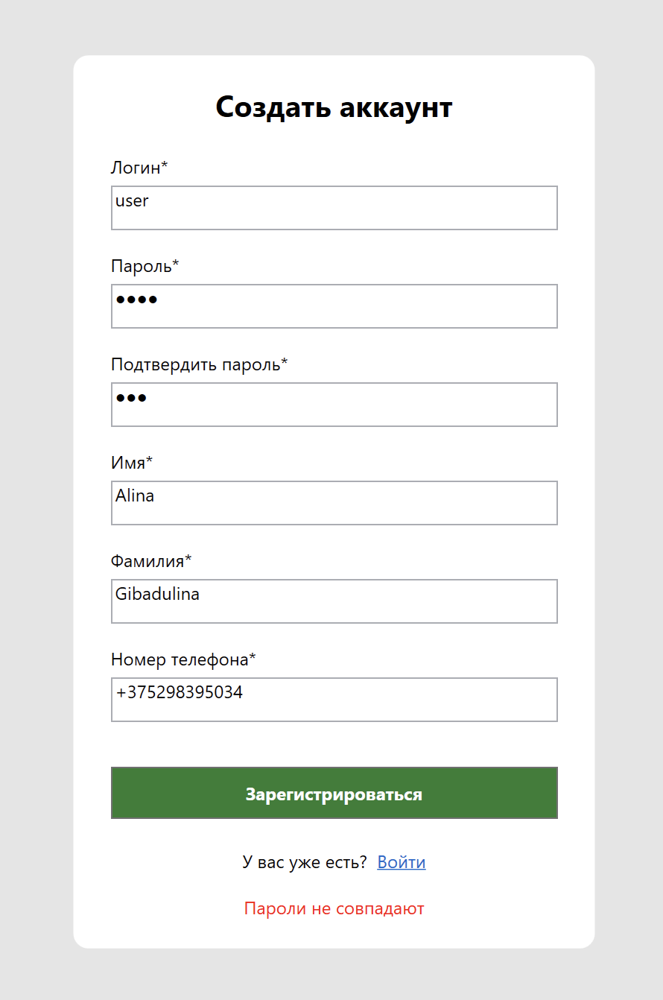 Создать аккаунт
Логин*
user
Пароль*
●●●●
Подтвердить пароль*
●●●
Имя*
Alina
Фамилия*
Gibadulina
Номер телефона*
+375298395034
Зарегистрироваться
У вас уже есть? Войти
Пароли не совпадают